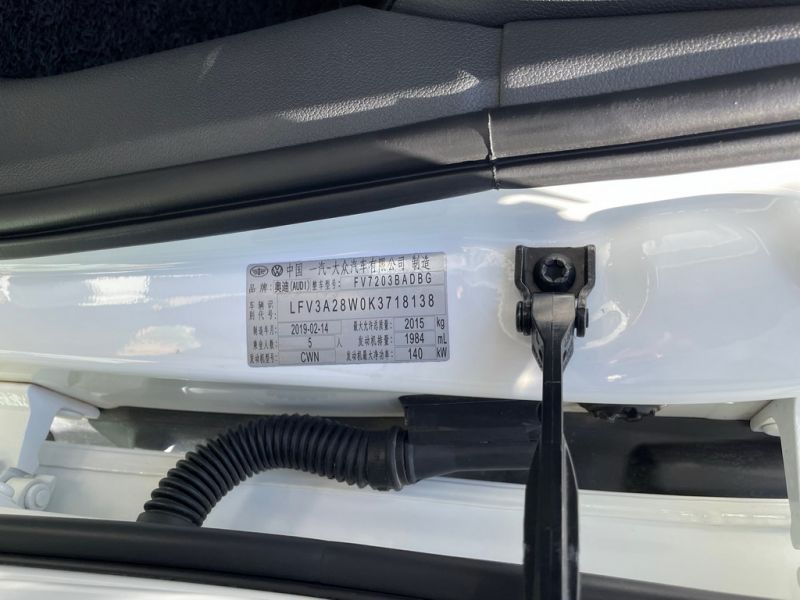 中国 一汽-大众汽车有限公司 制造
品 牌: 奥迪(AUDI) 整车型号: FV7203BADBG
车辆识别代号: LFV3A28W0K3718138
制造年月: 2019-02-14 最大允许总质量: 2015 kg
乘坐人数: 5 人 发动机排量: 1984 mL
发动机型号: CWN 发动机最大净功率: 140 kW